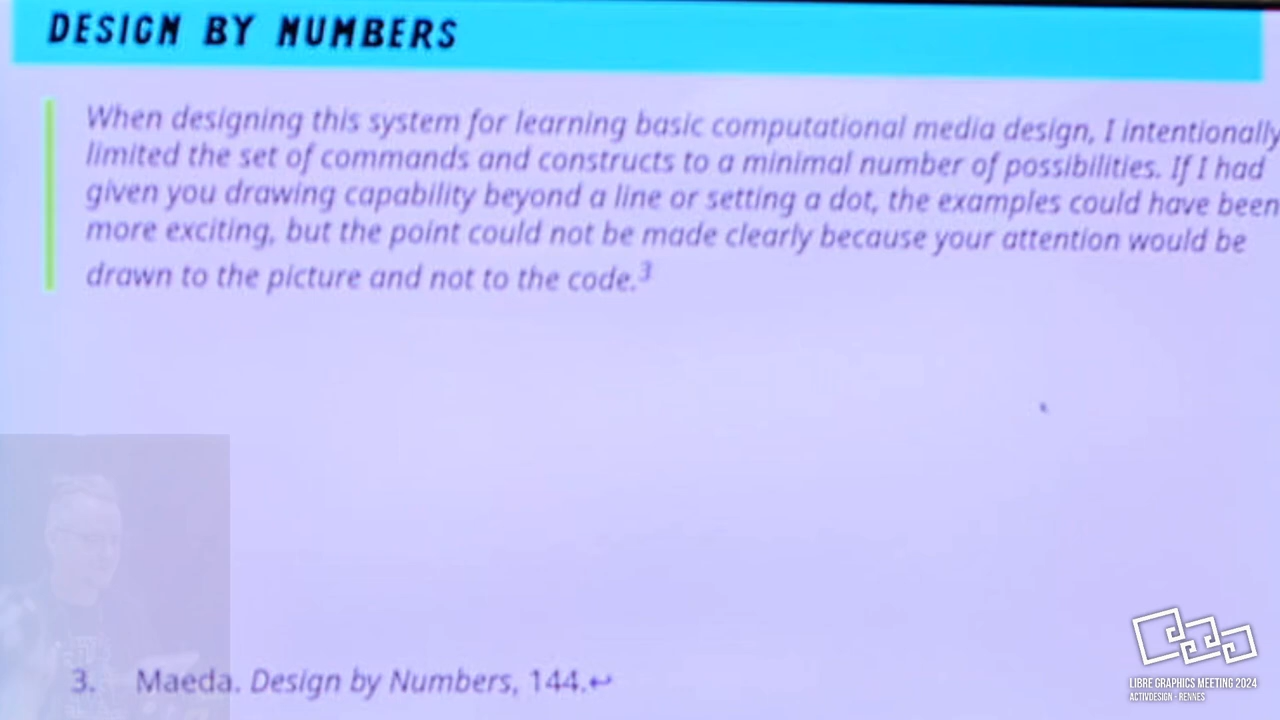 DESIGN BY NUMBERS
When designing this system for learning basic computational media design, I intentionally
limited the set of commands and constructs to a minimal number of possibilities. If I had
given you drawing capability beyond a line or setting a dot, the examples could have been
more exciting, but the point could not be made clearly because your attention would be
drawn to the picture and not to the code.3
3. Maeda. Design by Numbers, 144.↩
LIBRE GRAPHICS MEETING 2024
ACTIVDESIGN - RENNES